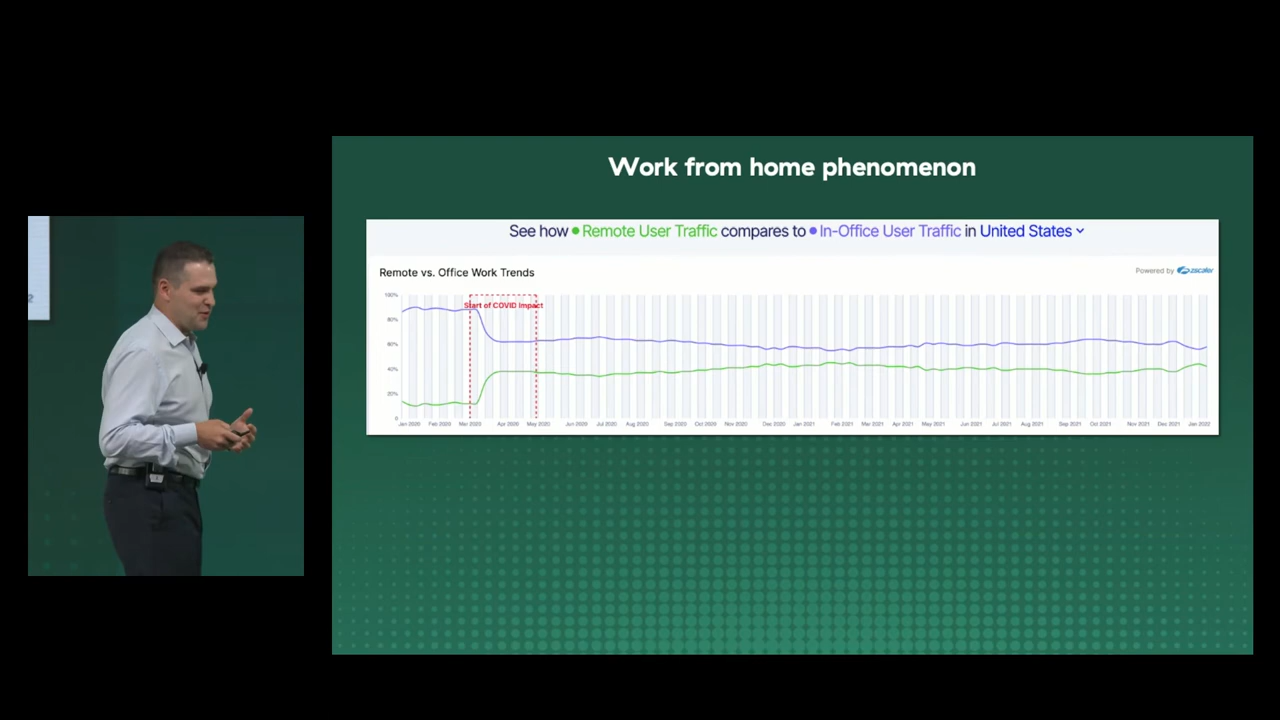 Work from home phenomenon
See how Remote User Traffic compares to In-Office User Traffic in United States
Remote vs. Office Work Trends
Powered by zscaler
Start of COVID Impact
100%
80%
60%
40%
20%
0
Jan 2020 Feb 2020 Mar 2020 Apr 2020 May 2020 Jun 2020 Jul 2020 Aug 2020 Sep 2020 Oct 2020 Nov 2020 Dec 2020 Jan 2021 Feb 2021 Mar 2021 Apr 2021 May 2021 Jun 2021 Jul 2021 Aug 2021 Sep 2021 Oct 2021 Nov 2021 Dec 2021 Jan 2022